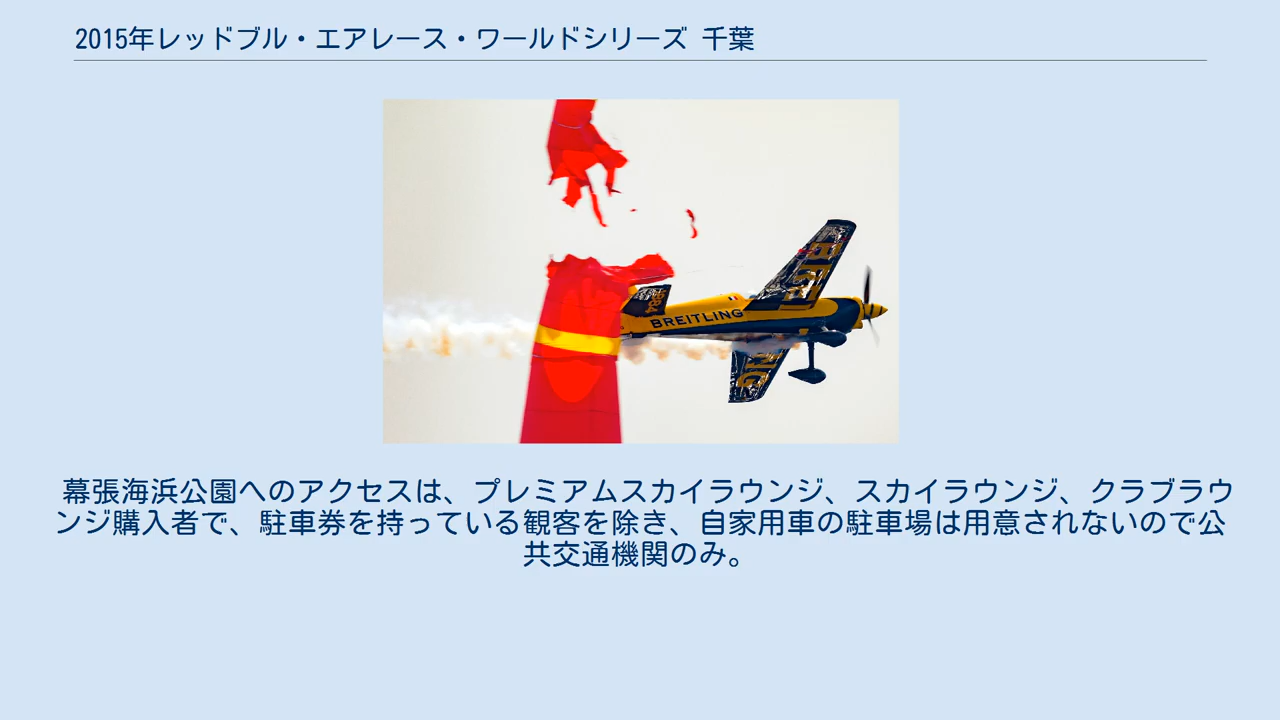 2015年レッドブル・エアレース・ワールドシリーズ 千葉
BREITLING
幕張海浜公園へのアクセスは、プレミアムスカイラウンジ、スカイラウンジ、クラブラウ
ンジ購入者で、駐車券を持っている観客を除き、自家用車の駐車場は用意されないので公
共交通機関のみ。